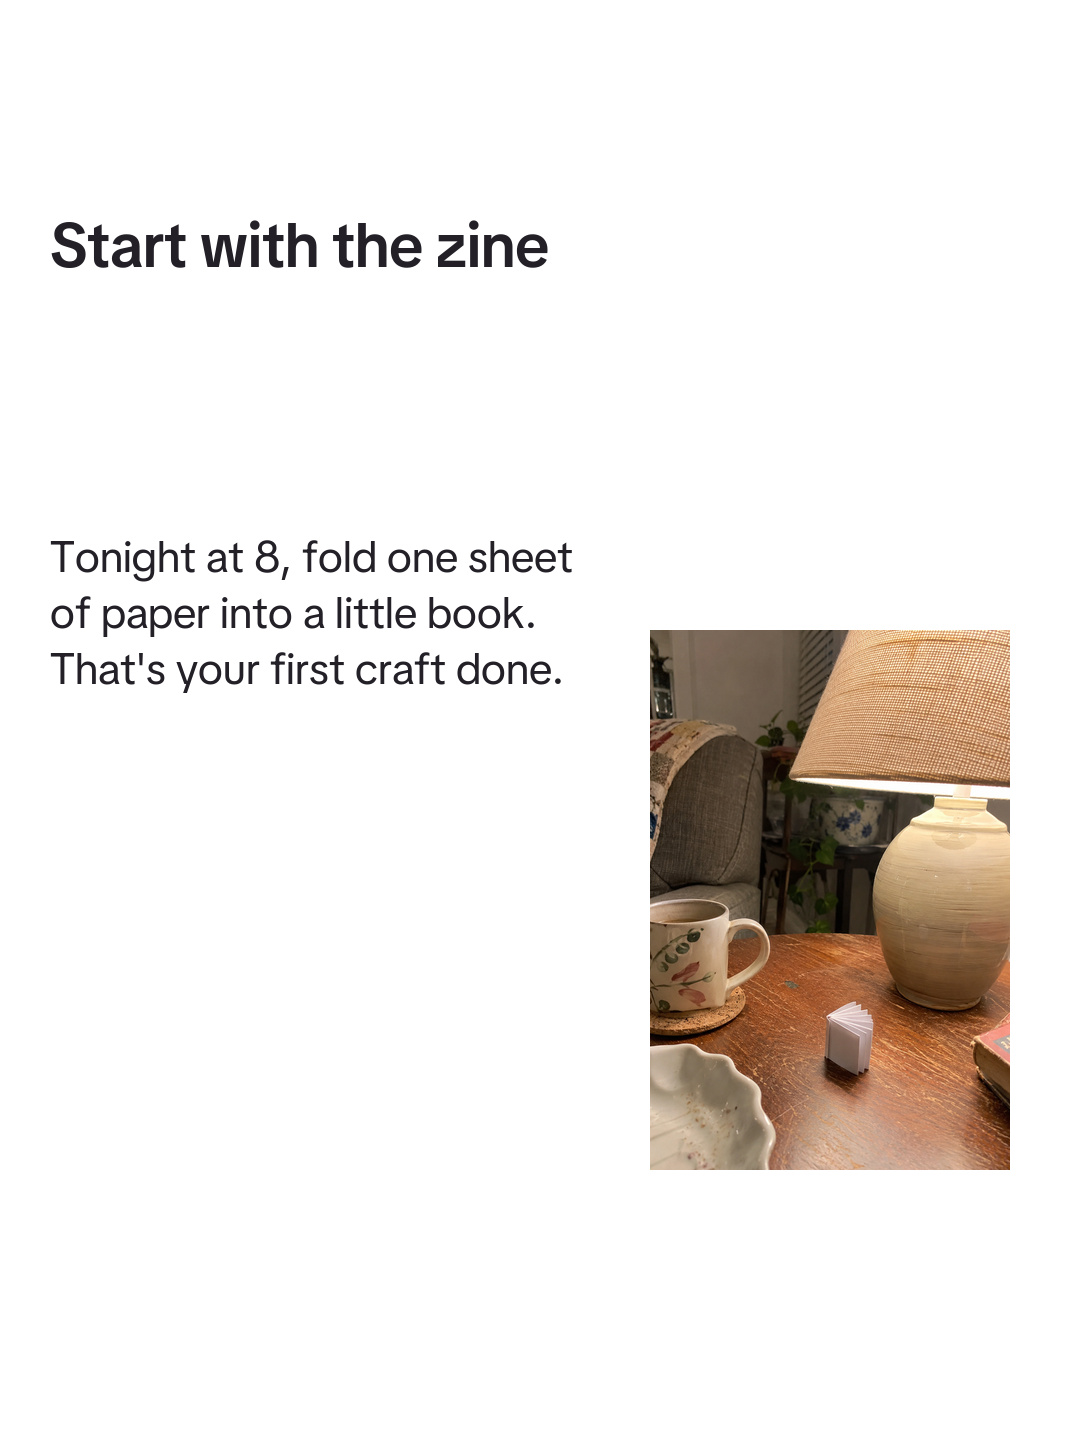 Start with the zine
Tonight at 8, fold one sheet
of paper into a little book.
That's your first craft done.